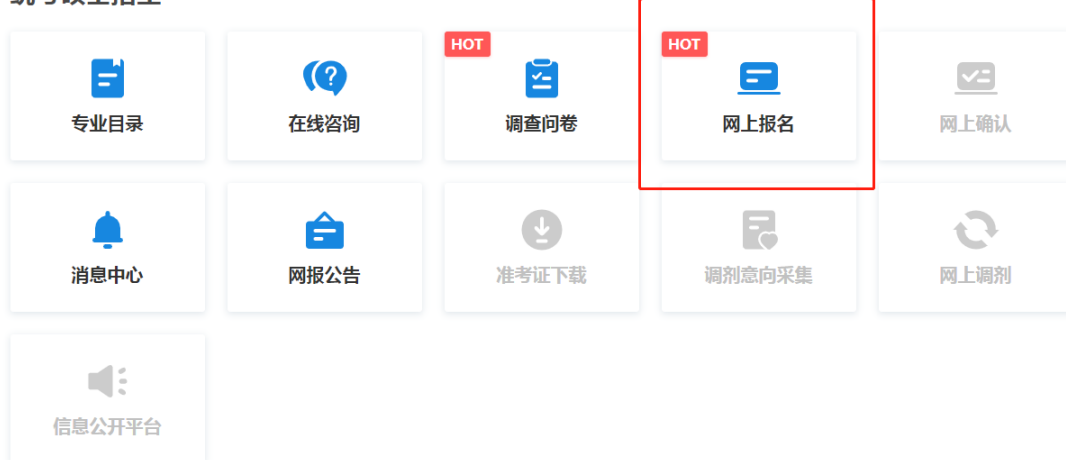 HOT
HOT
专业目录
在线咨询
调查问卷
网上报名
网上确认
消息中心
网报公告
准考证下载
调剂意向采集
网上调剂
信息公开平台